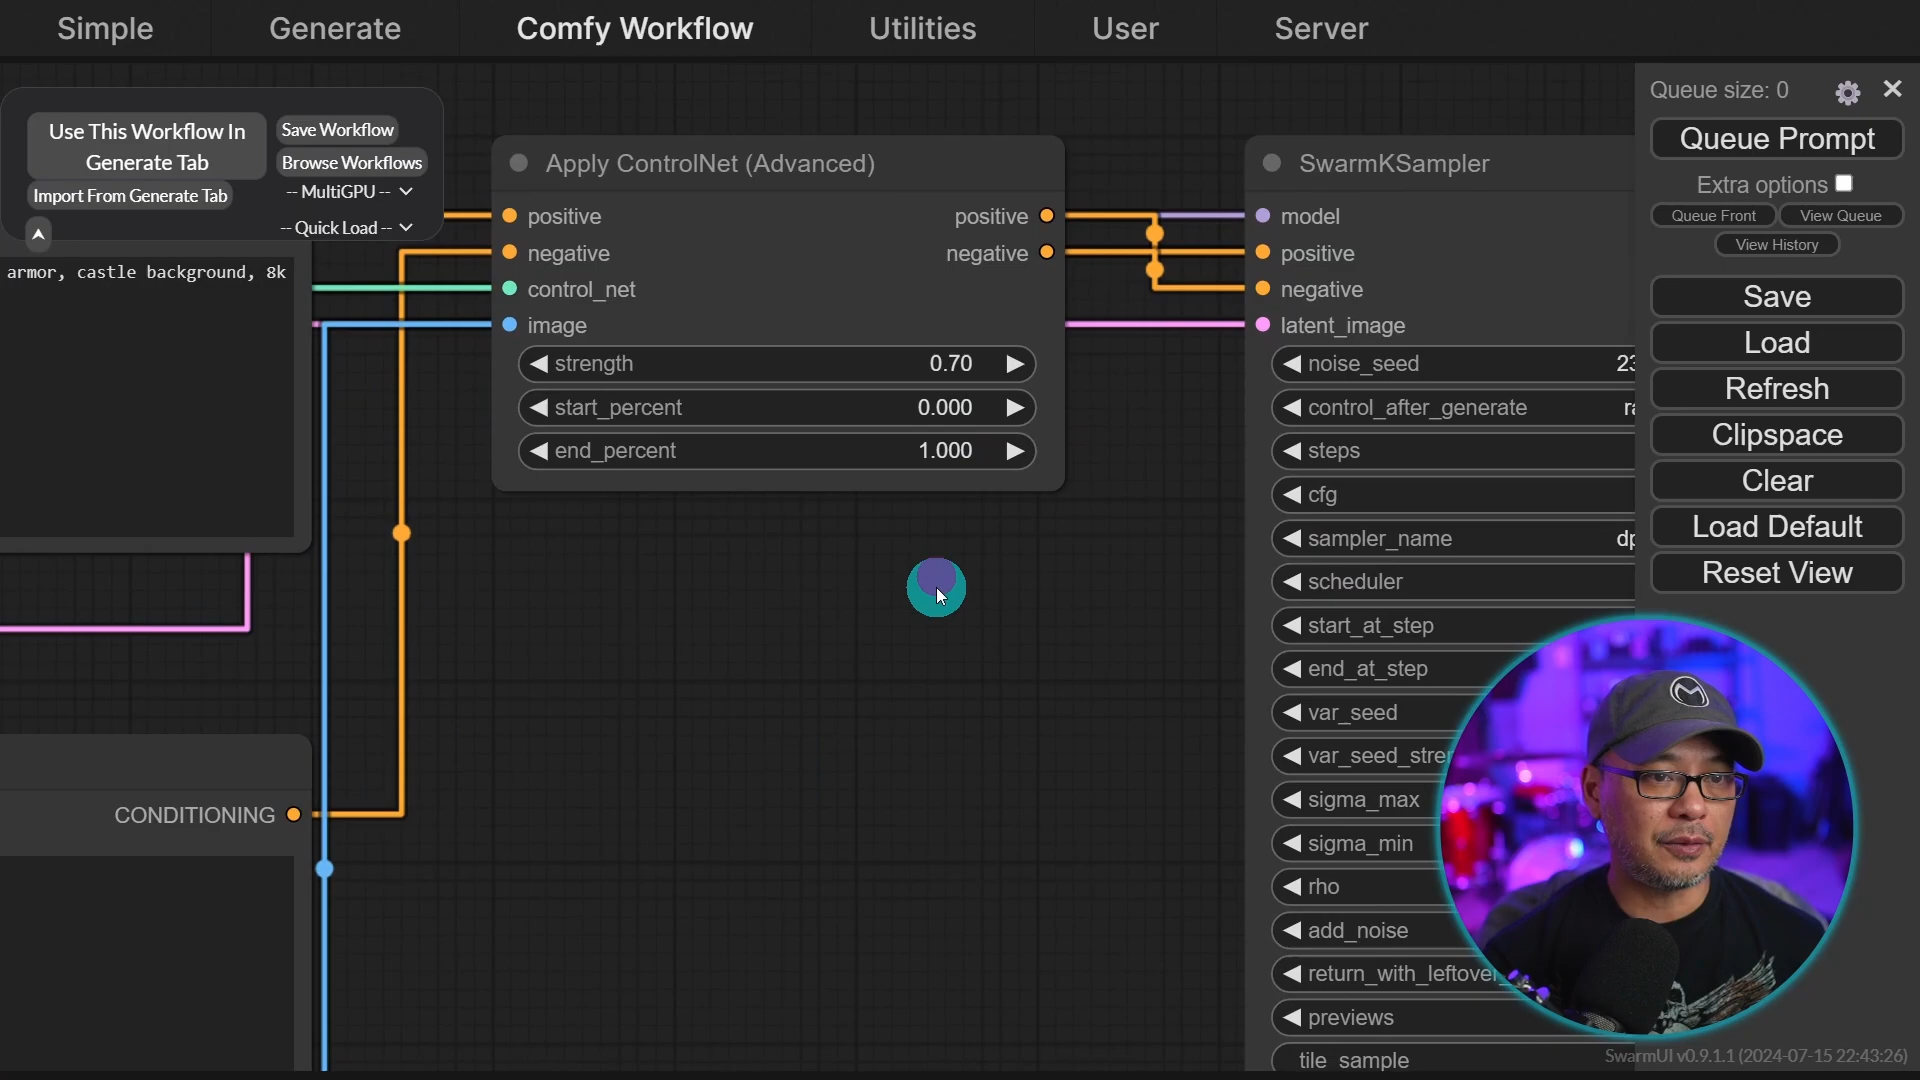 Simple
Generate
Comfy Workflow
Utilities
User
Server
Use This Workflow In
Generate Tab
Save Workflow
Browse Workflows
Import From Generate Tab
-- MultiGPU --
-- Quick Load --
armor, castle background, 8k
CONDITIONING
Apply ControlNet (Advanced)
positive
negative
control_net
image
positive
negative
strength 0.70
start_percent 0.000
end_percent 1.000
SwarmKSampler
model
positive
negative
latent_image
noise_seed 23
control_after_generate
steps
cfg
sampler_name dp
scheduler
start_at_step
end_at_step
var_seed
var_seed_stre
sigma_max
sigma_min
rho
add_noise
return_with_leftover_
previews
tile_sample
Queue size: 0
Queue Prompt
Extra options
Queue Front
View Queue
View History
Save
Load
Refresh
Clipspace
Clear
Load Default
Reset View
SwarmUI v0.9.1.1 (2024-07-15 22:43:26)